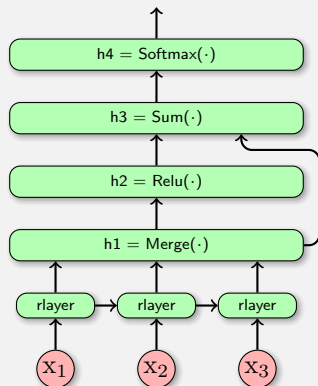 h4 = Softmax(·)
h3 = Sum(·)
h2 = Relu(·)
h1 = Merge(·)
rlayer rlayer rlayer
x₁ x₂ x₃